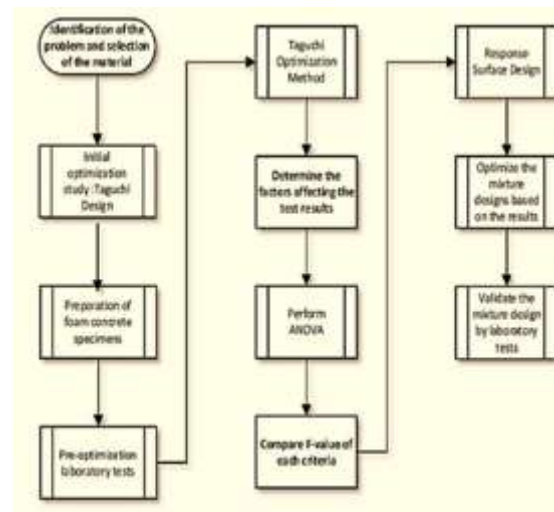 Identification of the
problem and selection
of the material
Initial
optimization
study :Taguchi
Design
Preparation of
foam concrete
specimens
Pre-optimization
laboratory tests
Taguchi
Optimization
Method
Determine the
factors affecting the
test results
Perform
ANOVA
Compare F-value of
each criteria
Response
Surface Design
Optimize the
mixture
designs based
on the results
Validate the
mixture design
by laboratory
tests